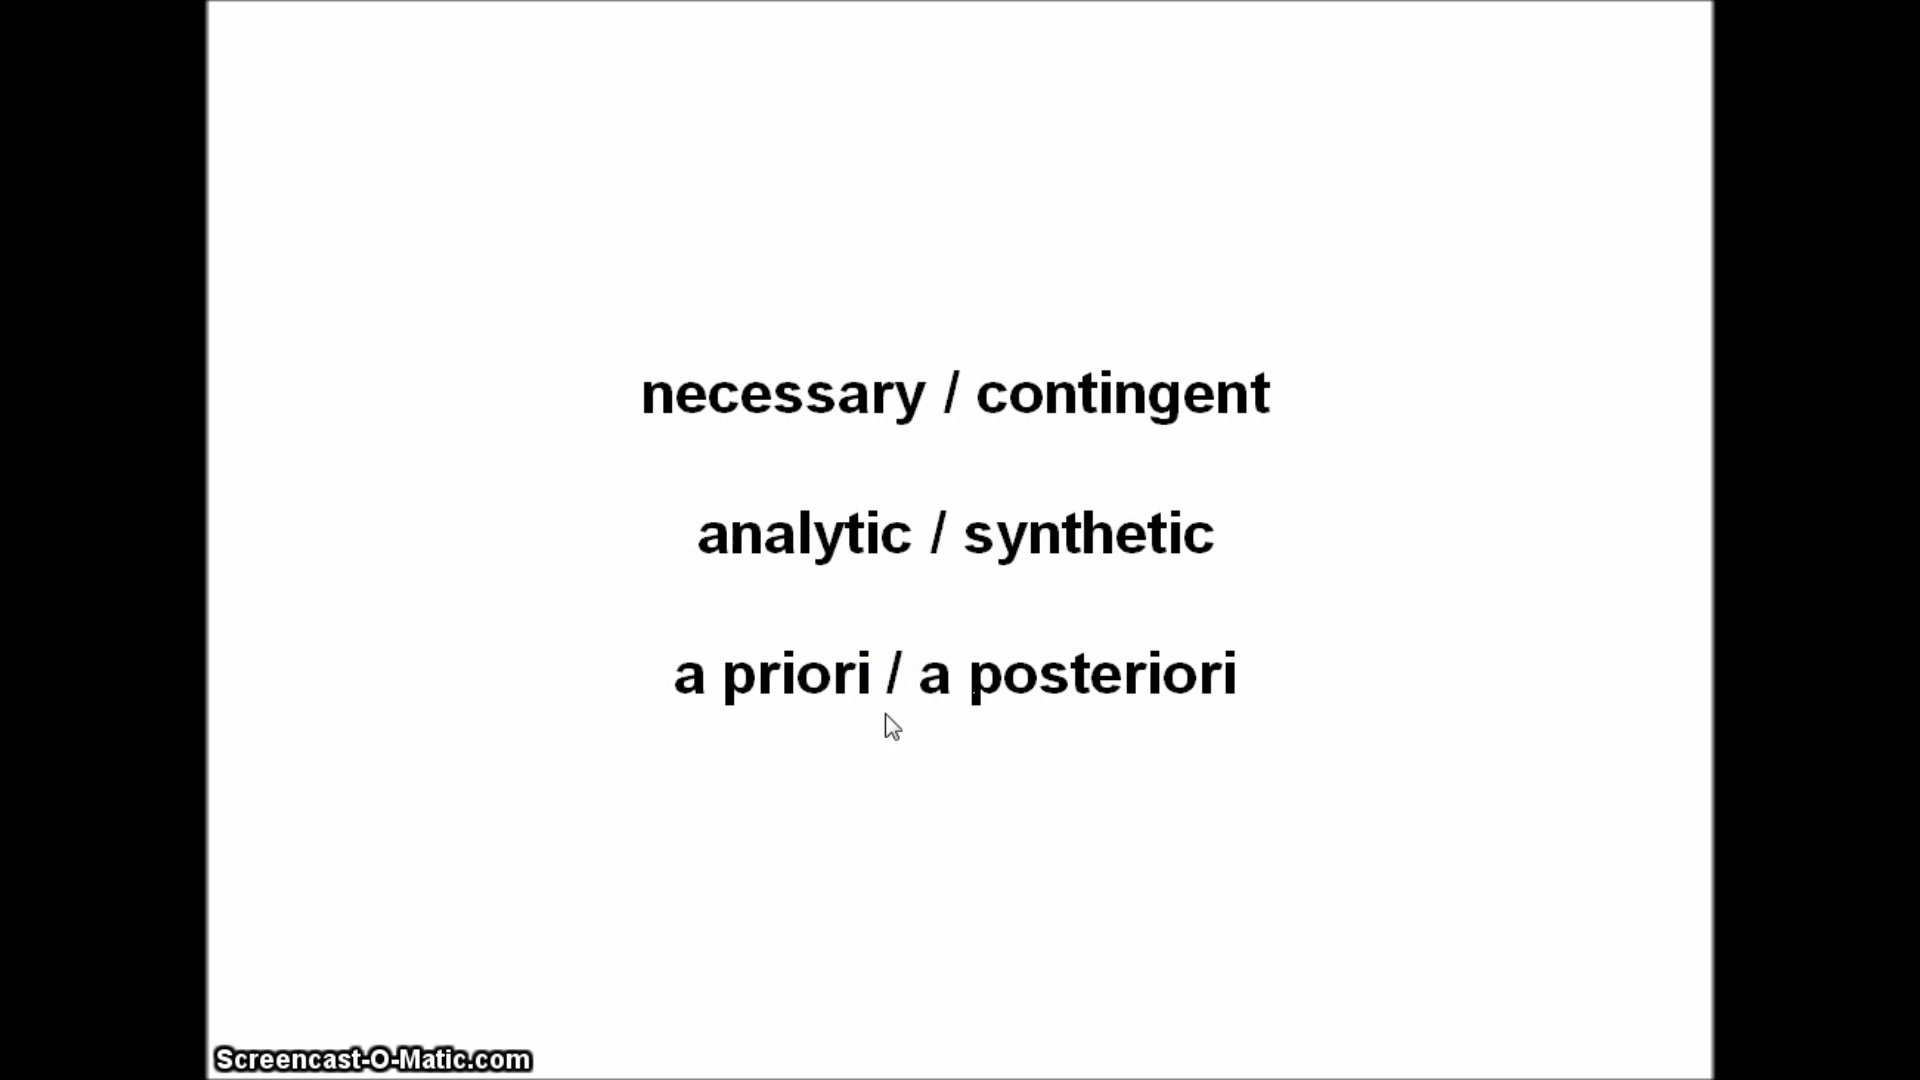 necessary / contingent
analytic / synthetic
a priori / a posteriori
Screencast-O-Matic.com